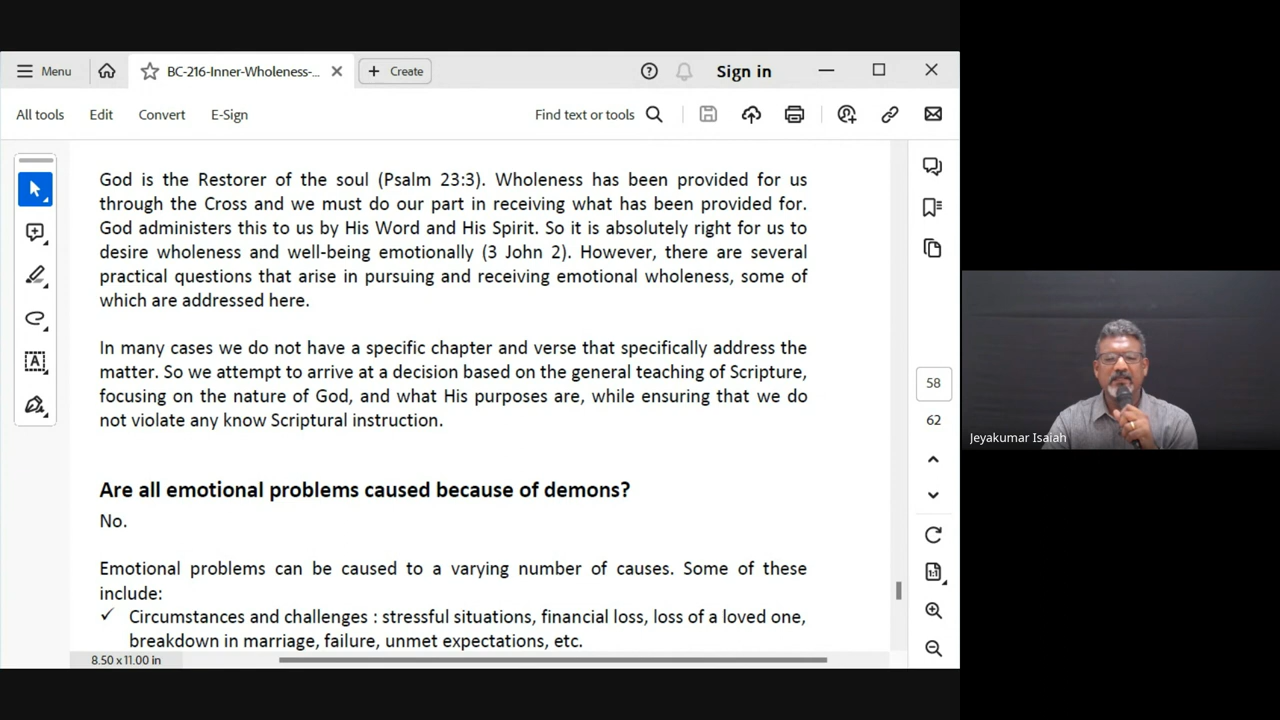 Menu
BC-216-Inner-Wholeness-...
Create
Sign in
All tools
Edit
Convert
E-Sign
Find text or tools
God is the Restorer of the soul (Psalm 23:3). Wholeness has been provided for us
through the Cross and we must do our part in receiving what has been provided for.
God administers this to us by His Word and His Spirit. So it is absolutely right for us to
desire wholeness and well-being emotionally (3 John 2). However, there are several
practical questions that arise in pursuing and receiving emotional wholeness, some of
which are addressed here.
In many cases we do not have a specific chapter and verse that specifically address the
matter. So we attempt to arrive at a decision based on the general teaching of Scripture,
focusing on the nature of God, and what His purposes are, while ensuring that we do
not violate any know Scriptural instruction.
Are all emotional problems caused because of demons?
No.
Emotional problems can be caused to a varying number of causes. Some of these
include:
✓ Circumstances and challenges : stressful situations, financial loss, loss of a loved one,
breakdown in marriage, failure, unmet expectations, etc.
8.50 x 11.00 in
58
62
1:1
Jeyakumar Isaiah